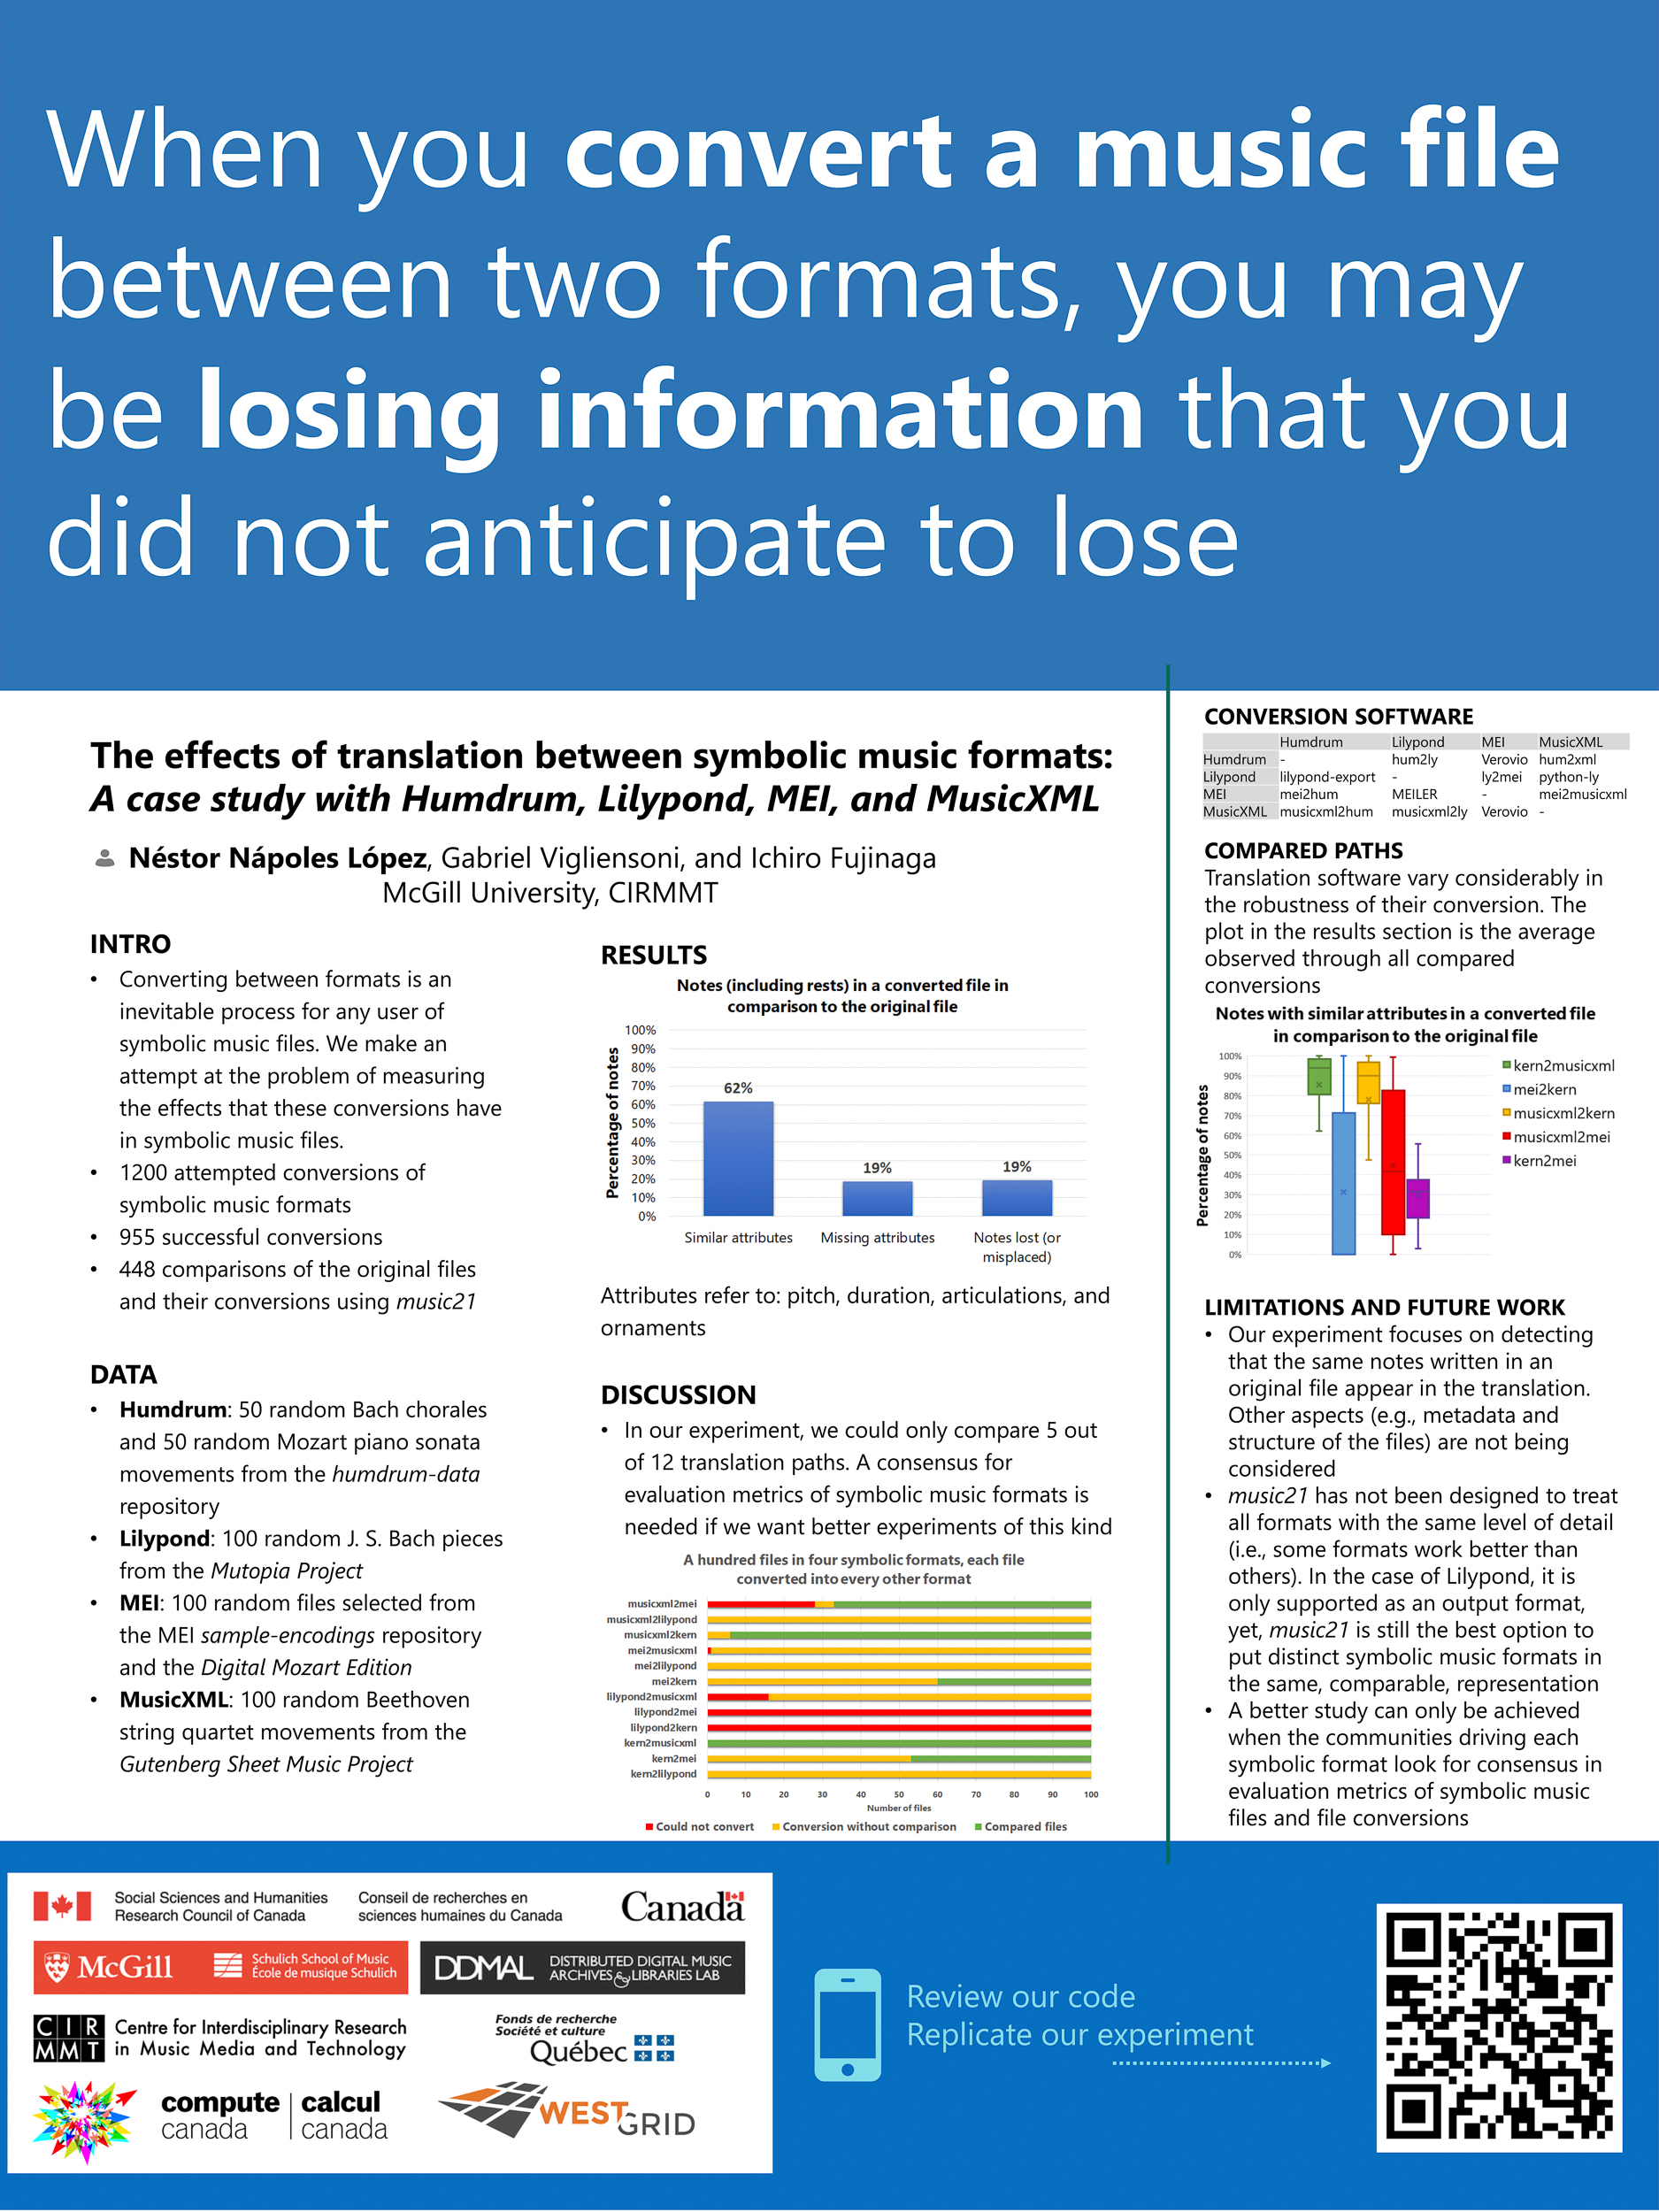 When you convert a music file
between two formats, you may
be losing information that you
did not anticipate to lose
The effects of translation between symbolic music formats:
A case study with Humdrum, Lilypond, MEI, and MusicXML
Néstor Nápoles López, Gabriel Vigliensoni, and Ichiro Fujinaga
McGill University, CIRMMT
INTRO
• Converting between formats is an
inevitable process for any user of
symbolic music files. We make an
attempt at the problem of measuring
the effects that these conversions have
in symbolic music files.
• 1200 attempted conversions of
symbolic music formats
• 955 successful conversions
• 448 comparisons of the original files
and their conversions using music21
DATA
• Humdrum: 50 random Bach chorales
and 50 random Mozart piano sonata
movements from the humdrum-data
repository
• Lilypond: 100 random J. S. Bach pieces
from the Mutopia Project
• MEI: 100 random files selected from
the MEI sample-encodings repository
and the Digital Mozart Edition
• MusicXML: 100 random Beethoven
string quartet movements from the
Gutenberg Sheet Music Project
RESULTS
Notes (including rests) in a converted file in
comparison to the original file
Percentage of notes
100%
90%
80%
70%
60%
50%
40%
30%
20%
10%
0%
62%
19%
19%
Similar attributes Missing attributes Notes lost (or
misplaced)
Attributes refer to: pitch, duration, articulations, and
ornaments
DISCUSSION
• In our experiment, we could only compare 5 out
of 12 translation paths. A consensus for
evaluation metrics of symbolic music formats is
needed if we want better experiments of this kind
A hundred files in four symbolic formats, each file
converted into every other format
musicxml2mei
musicxml2lilypond
musicxml2kern
mei2musicxml
mei2lilypond
mei2kern
lilypond2musicxml
lilypond2mei
lilypond2kern
kern2musicxml
kern2mei
kern2lilypond
0 10 20 30 40 50 60 70 80 90 100
Number of files
Could not convert Conversion without comparison Compared files
CONVERSION SOFTWARE
Humdrum Lilypond MEI MusicXML
Humdrum - hum2ly Verovio hum2xml
Lilypond lilypond-export - ly2mei python-ly
MEI mei2hum MEILER - mei2musicxml
MusicXML musicxml2hum musicxml2ly Verovio -
COMPARED PATHS
Translation software vary considerably in
the robustness of their conversion. The
plot in the results section is the average
observed through all compared
conversions
Notes with similar attributes in a converted file
in comparison to the original file
Percentage of notes
100%
90%
80%
70%
60%
50%
40%
30%
20%
10%
0%
kern2musicxml
mei2kern
musicxml2kern
musicxml2mei
kern2mei
LIMITATIONS AND FUTURE WORK
• Our experiment focuses on detecting
that the same notes written in an
original file appear in the translation.
Other aspects (e.g., metadata and
structure of the files) are not being
considered
• music21 has not been designed to treat
all formats with the same level of detail
(i.e., some formats work better than
others). In the case of Lilypond, it is
only supported as an output format,
yet, music21 is still the best option to
put distinct symbolic music formats in
the same, comparable, representation
• A better study can only be achieved
when the communities driving each
symbolic format look for consensus in
evaluation metrics of symbolic music
files and file conversions
Social Sciences and Humanities
Research Council of Canada
Conseil de recherches en
sciences humaines du Canada
Canada
McGill
Schulich School of Music
École de musique Schulich
DDMAL
DISTRIBUTED DIGITAL MUSIC
ARCHIVES & LIBRARIES LAB
CIR
MMT
Centre for Interdisciplinary Research
in Music Media and Technology
Fonds de recherche
Société et culture
Québec
compute calcul
canada canada
WESTGRID
Review our code
Replicate our experiment